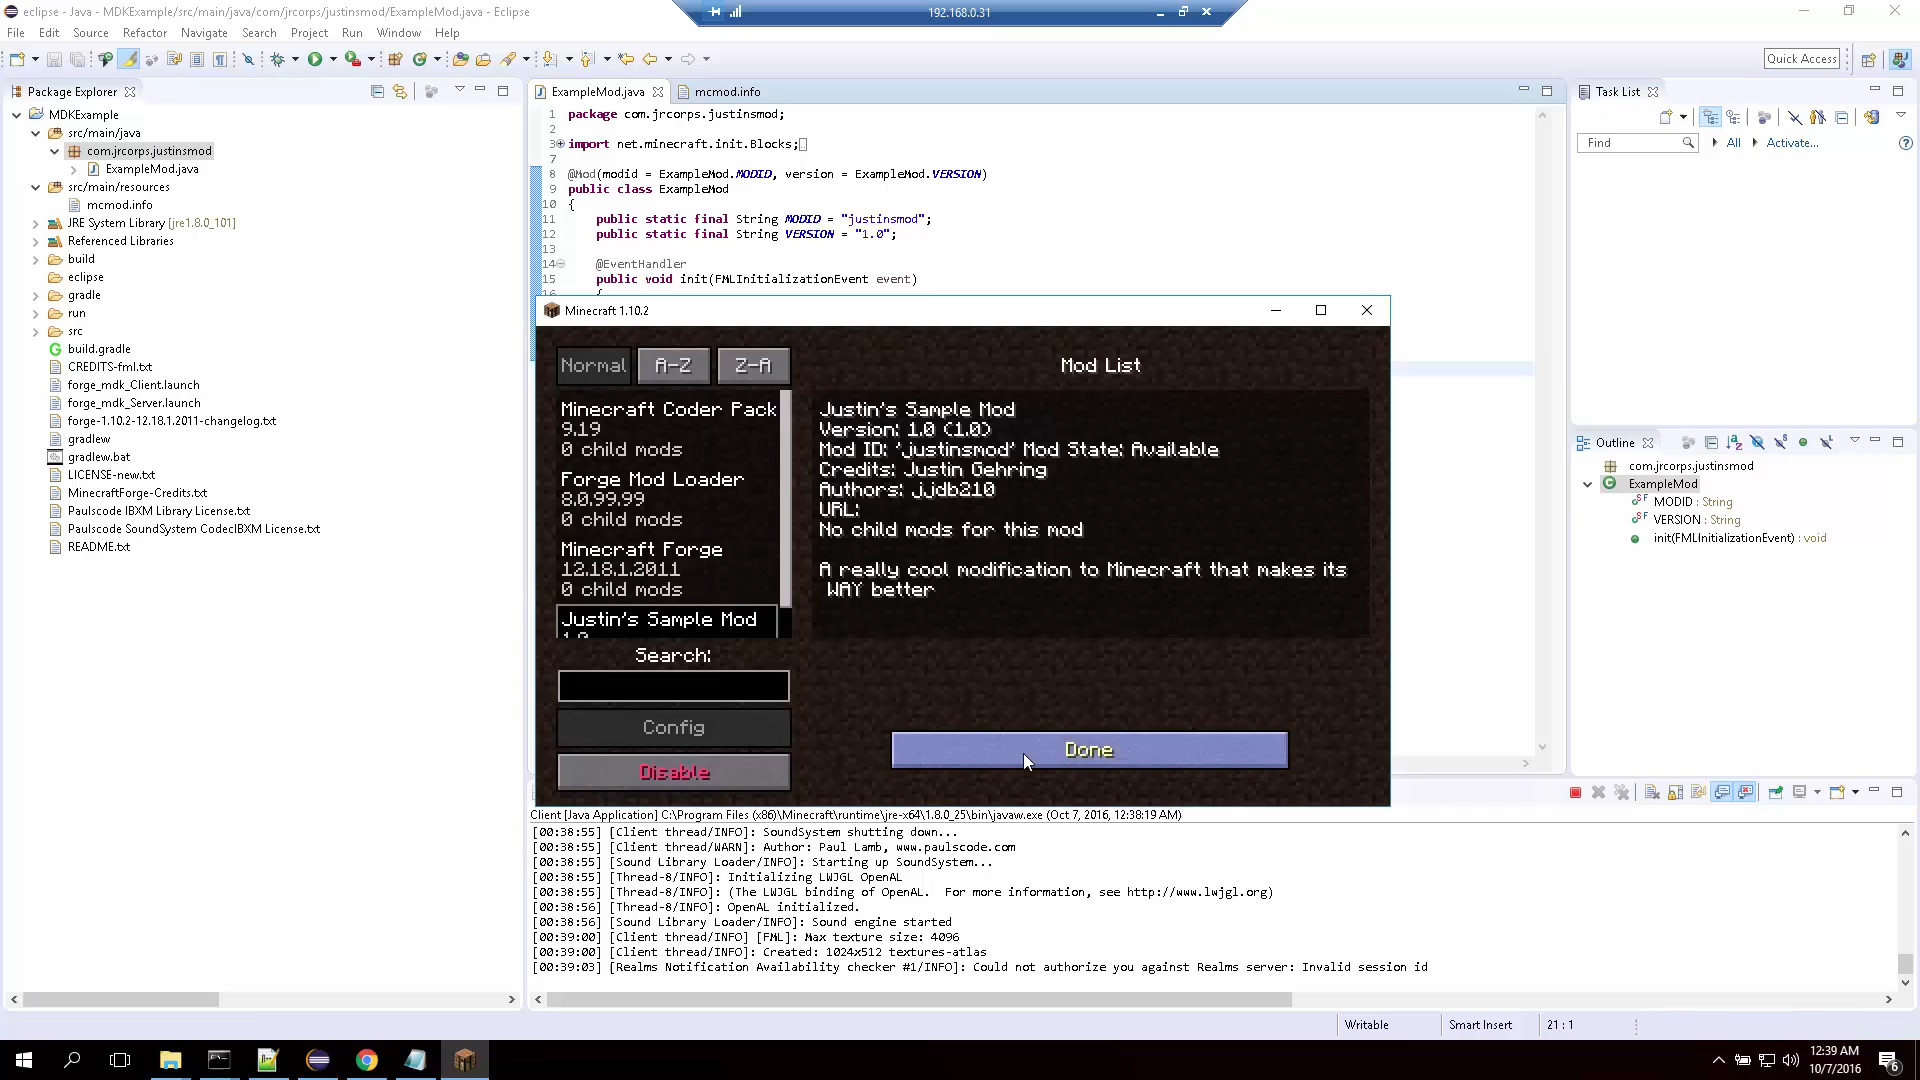 eclipse - Java - MDKExample/src/main/java/com/jrcorps/justinsmod/ExampleMod.java - Eclipse
192.168.0.31
File Edit Source Refactor Navigate Search Project Run Window Help
Quick Access
Package Explorer
MDKExample
src/main/java
com.jrcorps.justinsmod
ExampleMod.java
src/main/resources
mcmod.info
JRE System Library [jre1.8.0_101]
Referenced Libraries
build
eclipse
gradle
run
src
build.gradle
CREDITS-fml.txt
forge_mdk_Client.launch
forge_mdk_Server.launch
forge-1.10.2-12.18.1.2011-changelog.txt
gradlew
gradlew.bat
LICENSE-new.txt
MinecraftForge-Credits.txt
Paulscode IBXM Library License.txt
Paulscode SoundSystem CodecIBXM License.txt
README.txt
ExampleMod.java mcmod.info
1 package com.jrcorps.justinsmod;
2
3 import net.minecraft.init.Blocks;
7
8 @Mod(modid = ExampleMod.MODID, version = ExampleMod.VERSION)
9 public class ExampleMod
10 {
11 public static final String MODID = "justinsmod";
12 public static final String VERSION = "1.0";
13
14 @EventHandler
15 public void init(FMLInitializationEvent event)
16 {
Minecraft 1.10.2
Normal A-Z Z-A
Mod List
Minecraft Coder Pack
9.19
0 child mods
Forge Mod Loader
8.0.99.99
0 child mods
Minecraft Forge
12.18.1.2011
0 child mods
Justin's Sample Mod
1.0
Search:
Config
Disable
Justin's Sample Mod
Version: 1.0 (1.0)
Mod ID: 'justinsmod' Mod State: Available
Credits: Justin Gehring
Authors: jjdb210
URL:
No child mods for this mod
A really cool modification to Minecraft that makes its
WAY better
Done
Task List
Find
All
Activate...
Outline
com.jrcorps.justinsmod
ExampleMod
MODID : String
VERSION : String
init(FMLInitializationEvent) : void
Client [Java Application] C:\Program Files (x86)\Minecraft\runtime\jre-x64\1.8.0_25\bin\javaw.exe (Oct 7, 2016, 12:38:19 AM)
[00:38:55] [Client thread/INFO]: SoundSystem shutting down...
[00:38:55] [Client thread/WARN]: Author: Paul Lamb, www.paulscode.com
[00:38:55] [Sound Library Loader/INFO]: Starting up SoundSystem...
[00:38:55] [Thread-8/INFO]: Initializing LWJGL OpenAL
[00:38:55] [Thread-8/INFO]: (The LWJGL binding of OpenAL. For more information, see http://www.lwjgl.org)
[00:38:56] [Thread-8/INFO]: OpenAL initialized.
[00:38:56] [Sound Library Loader/INFO]: Sound engine started
[00:39:00] [Client thread/INFO] [FML]: Max texture size: 4096
[00:39:00] [Client thread/INFO]: Created: 1024x512 textures-atlas
[00:39:03] [Realms Notification Availability checker #1/INFO]: Could not authorize you against Realms server: Invalid session id
Writable Smart Insert 21 : 1
12:39 AM
10/7/2016
6